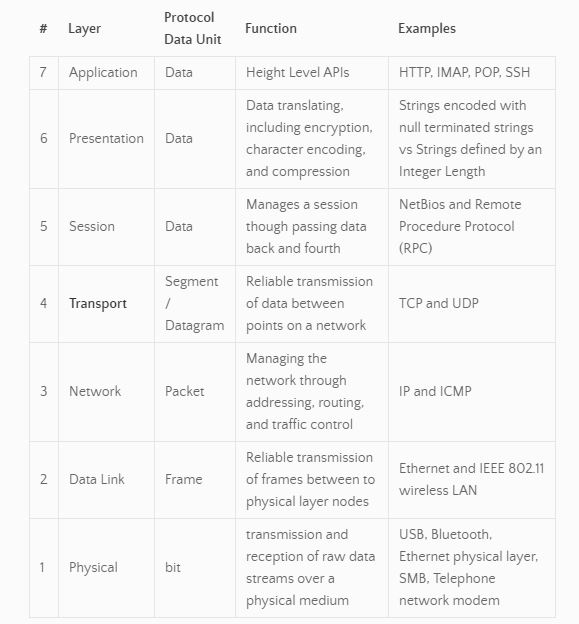 # Layer Protocol Data Unit Function Examples
7 Application Data Height Level APIs HTTP, IMAP, POP, SSH
6 Presentation Data
Data translating,
including encryption,
character encoding,
and compression
Strings encoded with
null terminated strings
vs Strings defined by an
Integer Length
5 Session Data
Manages a session
though passing data
back and fourth
NetBios and Remote
Procedure Protocol
(RPC)
4 Transport
Segment
/
Datagram
Reliable transmission
of data between
points on a network
TCP and UDP
3 Network Packet
Managing the
network through
addressing, routing,
and traffic control
IP and ICMP
2 Data Link Frame
Reliable transmission
of frames between to
physical layer nodes
Ethernet and IEEE 802.11
wireless LAN
1 Physical bit
transmission and
reception of raw data
streams over a
physical medium
USB, Bluetooth,
Ethernet physical layer,
SMB, Telephone
network modem